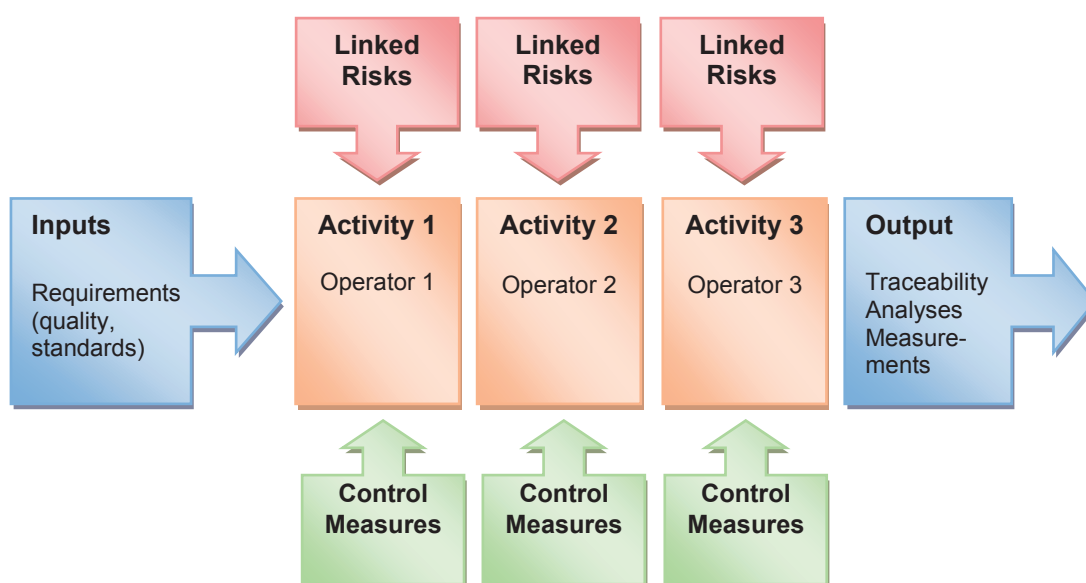 Linked
Risks
Linked
Risks
Linked
Risks
Inputs
Requirements
(quality,
standards)
Activity 1
Operator 1
Activity 2
Operator 2
Activity 3
Operator 3
Output
Traceability
Analyses
Measure-
ments
Control
Measures
Control
Measures
Control
Measures